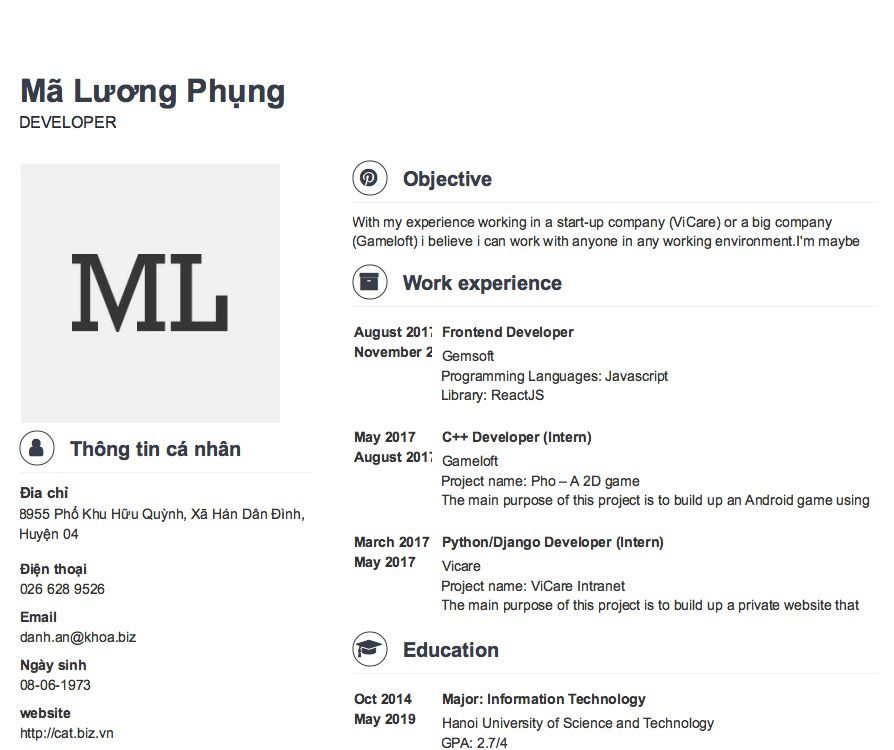 Mã Lương Phụng
DEVELOPER
ML
Thông tin cá nhân
Địa chỉ
8955 Phố Khu Hữu Quỳnh, Xã Hán Dân Đình,
Huyện 04
Điện thoại
026 628 9526
Email
danh.an@khoa.biz
Ngày sinh
08-06-1973
website
http://cat.biz.vn
Objective
With my experience working in a start-up company (ViCare) or a big company
(Gameloft) i believe i can work with anyone in any working environment.I'm maybe
Work experience
August 2017 Frontend Developer
November 2 Gemsoft
Programming Languages: Javascript
Library: ReactJS
May 2017 C++ Developer (Intern)
August 2017 Gameloft
Project name: Pho – A 2D game
The main purpose of this project is to build up an Android game using
March 2017 Python/Django Developer (Intern)
May 2017 Vicare
Project name: ViCare Intranet
The main purpose of this project is to build up a private website that
Education
Oct 2014 Major: Information Technology
May 2019 Hanoi University of Science and Technology
GPA: 2.7/4